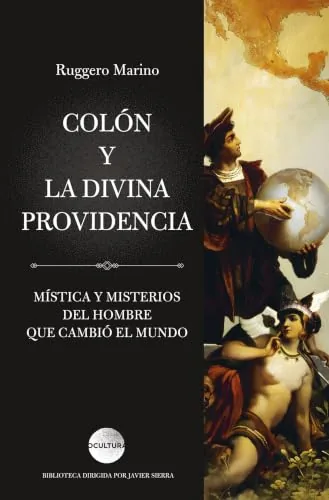 Ruggero Marino
COLÓN
Y
LA DIVINA
PROVIDENCIA
MÍSTICA Y MISTERIOS
DEL HOMBRE
QUE CAMBIÓ EL MUNDO
OCULTURA
BIBLIOTECA DIRIGIDA POR JAVIER SIERRA